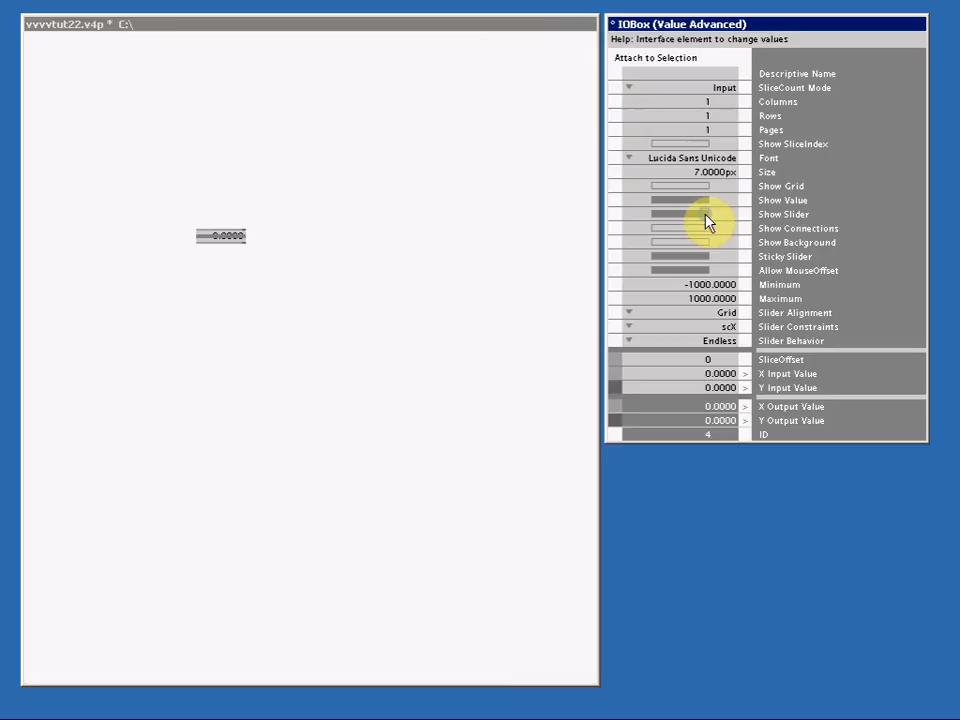 vvvvtut22.v4p * C:\
0.0000
° IOBox (Value Advanced)
Help: Interface element to change values
Attach to Selection
Descriptive Name
Input SliceCount Mode
1 Columns
1 Rows
1 Pages
Show SliceIndex
Lucida Sans Unicode Font
7.0000px Size
Show Grid
Show Value
Show Slider
Show Connections
Show Background
Sticky Slider
Allow MouseOffset
-1000.0000 Minimum
1000.0000 Maximum
Grid Slider Alignment
scX Slider Constraints
Endless Slider Behavior
0 SliceOffset
0.0000 > X Input Value
0.0000 > Y Input Value
0.0000 > X Output Value
0.0000 > Y Output Value
4 ID